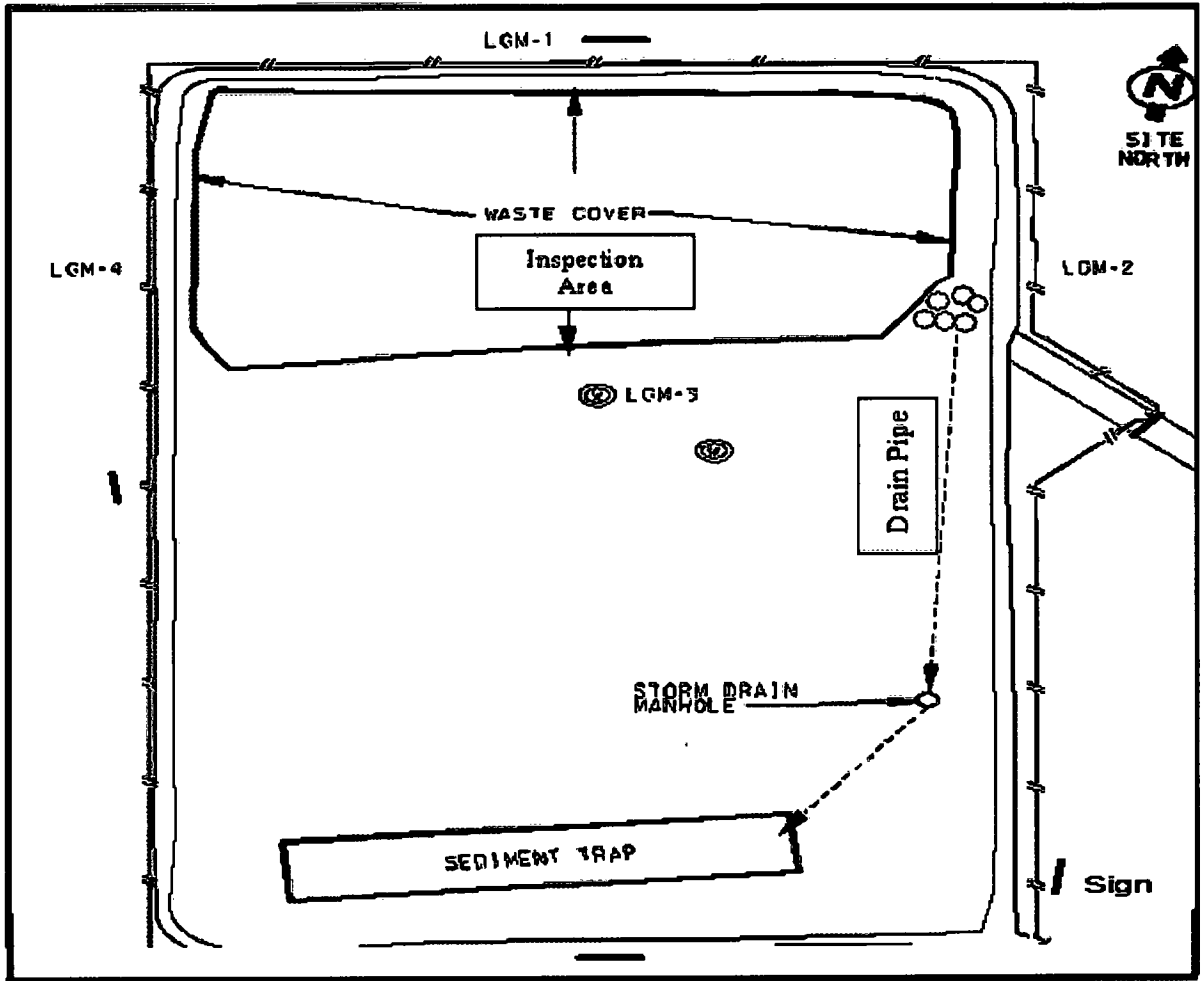 LGM-1
N
SITE
NORTH
WASTE COVER
Inspection
Area
LGM-4
LGM-2
LGM-3
Drain Pipe
STORM DRAIN
MANHOLE
SEDIMENT TRAP
Sign